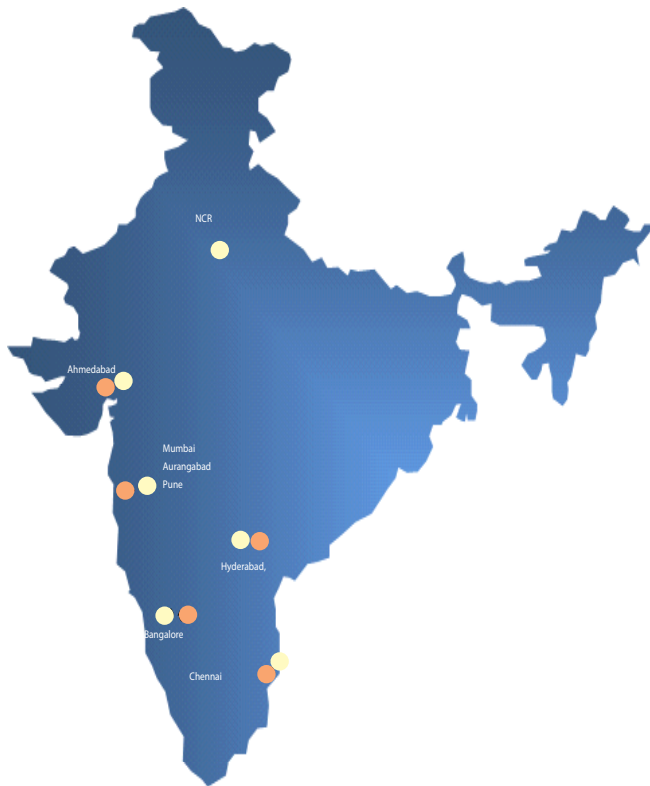 NCR
Ahmedabad
Mumbai
Aurangabad
Pune
Hyderabad,
Bangalore
Chennai